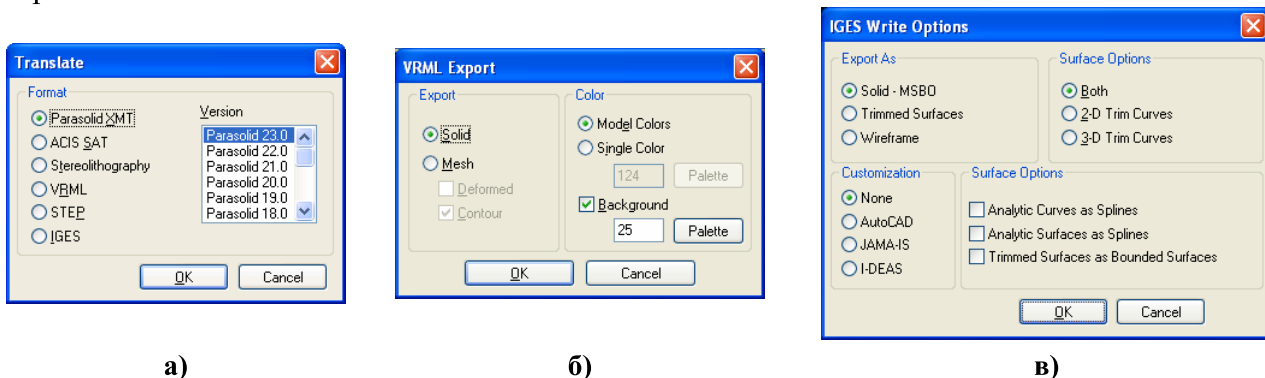 Translate
Format
Parasolid XMT
ACIS SAT
Stereolithography
VRML
STEP
IGES
Version
Parasolid 23.0
Parasolid 22.0
Parasolid 21.0
Parasolid 20.0
Parasolid 19.0
Parasolid 18.0
OK Cancel
а)
VRML Export
Export
Solid
Mesh
Deformed
Contour
Color
Model Colors
Single Color
124 Palette
Background
25 Palette
OK Cancel
б)
IGES Write Options
Export As
Solid - MSBO
Trimmed Surfaces
Wireframe
Surface Options
Both
2-D Trim Curves
3-D Trim Curves
Customization
None
AutoCAD
JAMA-IS
I-DEAS
Surface Options
Analytic Curves as Splines
Analytic Surfaces as Splines
Trimmed Surfaces as Bounded Surfaces
OK Cancel
в)